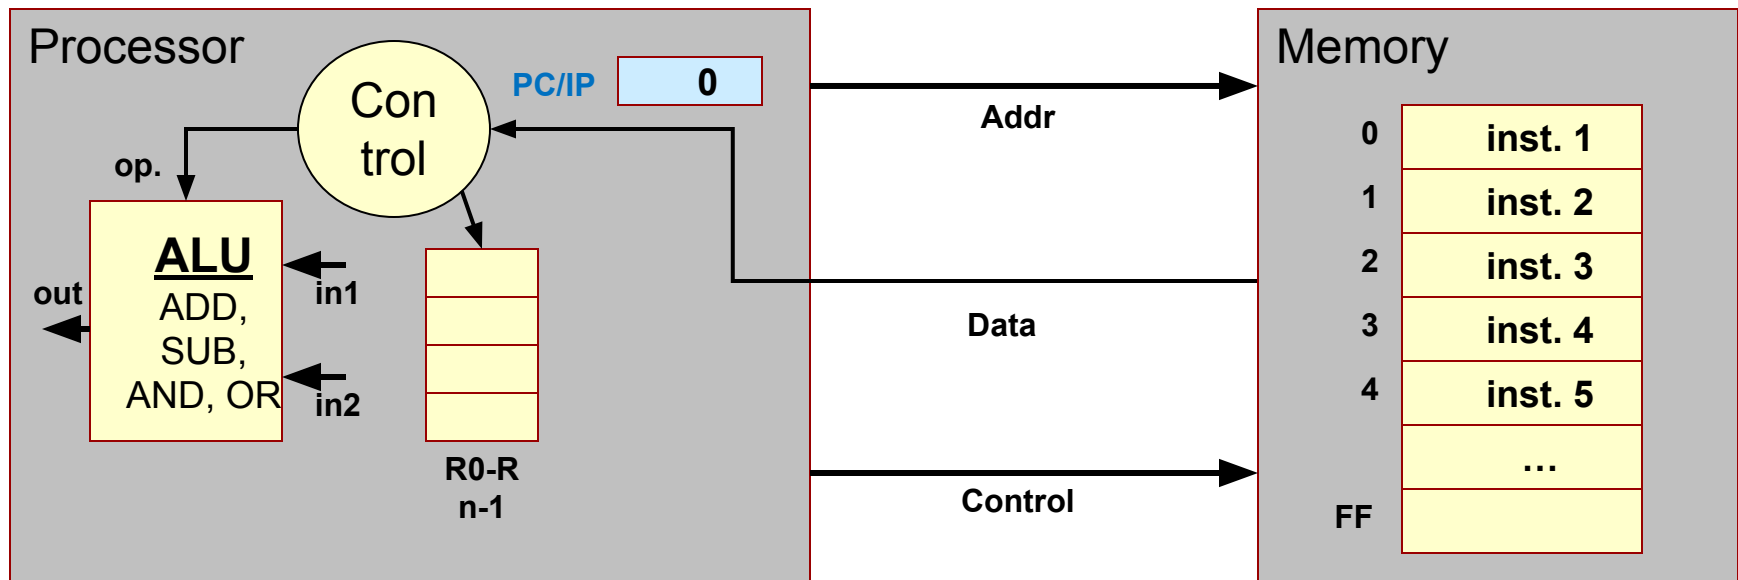 Processor
Con
trol
PC/IP
0
op.
ALU
ADD,
SUB,
AND, OR
out
in1
in2
R0-R
n-1
Addr
Data
Control
Memory
0 inst. 1
1 inst. 2
2 inst. 3
3 inst. 4
4 inst. 5
…
FF